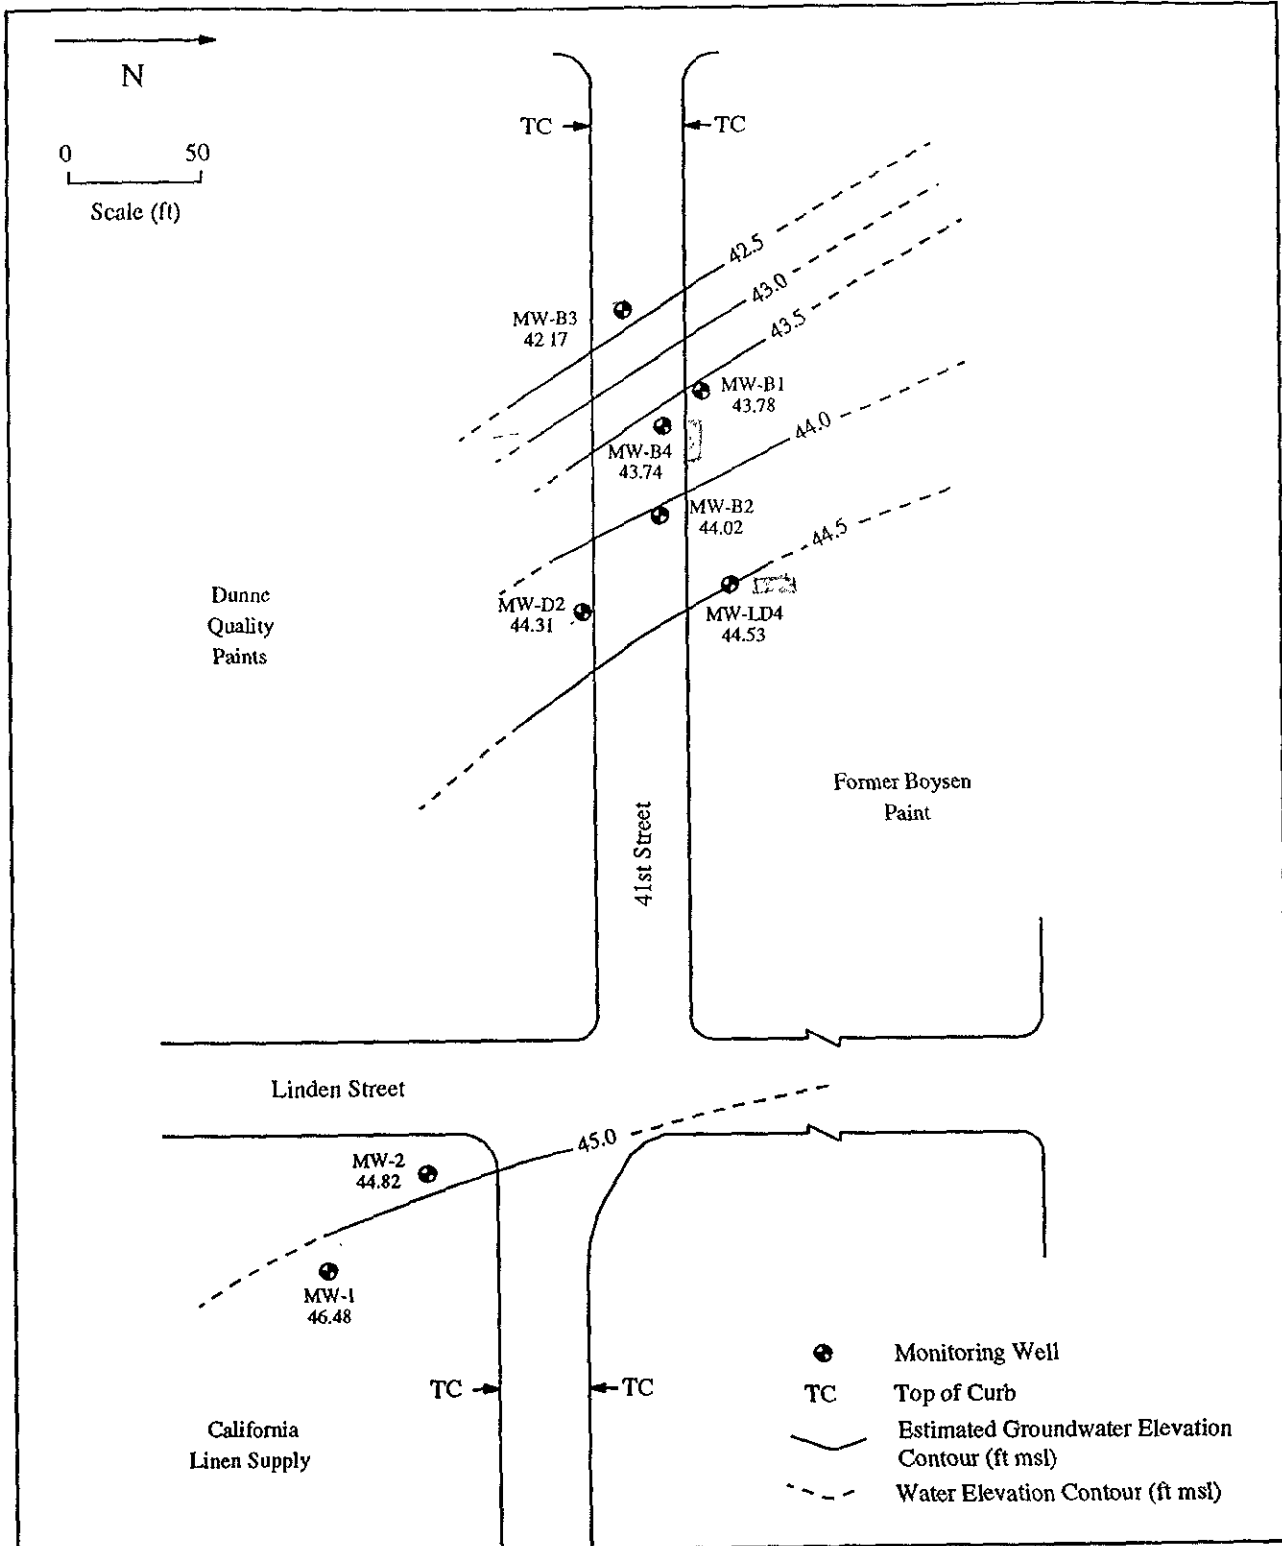 N
0 50
Scale (ft)
TC TC
42.5
43.0
43.5
MW-B3
42 17
MW-B1
43.78
44.0
MW-B4
43.74
MW-B2
44.02
44.5
Dunne
Quality
Paints
MW-D2
44.31
MW-LD4
44.53
Former Boysen
Paint
41st Street
Linden Street
45.0
MW-2
44.82
MW-1
46.48
TC TC
California
Linen Supply
Monitoring Well
TC Top of Curb
Estimated Groundwater Elevation
Contour (ft msl)
Water Elevation Contour (ft msl)